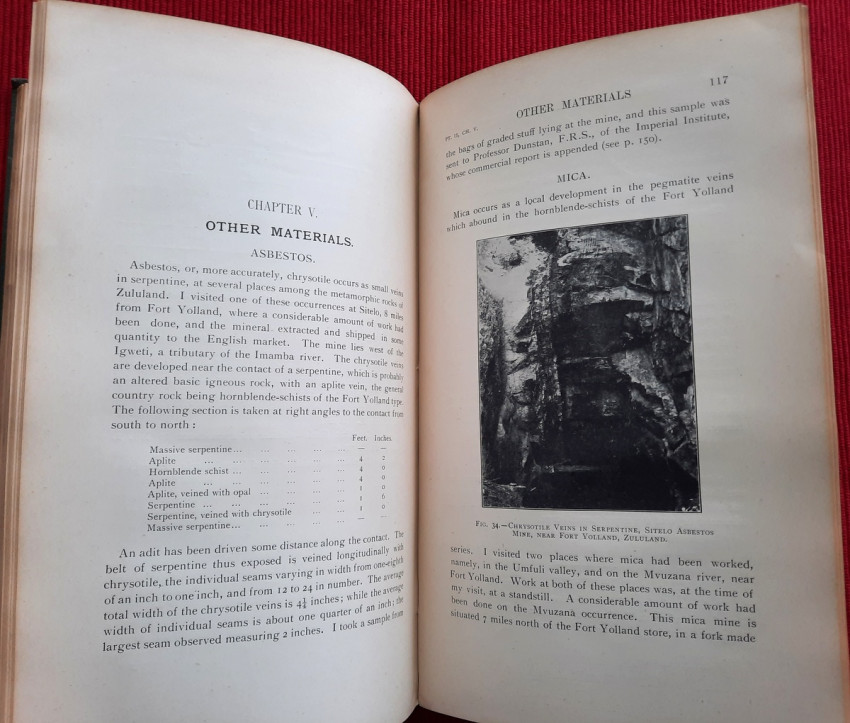 CHAPTER V.
OTHER MATERIALS.
ASBESTOS.
Asbestos, or, more accurately, chrysotile occurs as small veins
in serpentine, at several places among the metamorphic rocks of
Zululand. I visited one of these occurrences at Sitelo, 8 miles
from Fort Yolland, where a considerable amount of work had
been done, and the mineral extracted and shipped in some
quantity to the English market. The mine lies west of the
Igweti, a tributary of the Imamba river. The chrysotile veins
are developed near the contact of a serpentine, which is probably
an altered basic igneous rock, with an aplite vein, the general
country rock being hornblende-schists of the Fort Yolland type.
The following section is taken at right angles to the contact from
south to north :
Feet. Inches.
Massive serpentine... ... ... ... ... — —
Aplite ... ... ... ... ... ... 4 2
Hornblende schist ... ... ... ... ... 4 0
Aplite ... ... ... ... ... ... 4 0
Aplite, veined with opal ... ... ... 1 0
Serpentine ... ... ... ... ... ... 1 6
Serpentine, veined with chrysotile ... ... 1 0
Massive serpentine... ... ... ... ... — —
An adit has been driven some distance along the contact. The
belt of serpentine thus exposed is veined longitudinally with
chrysotile, the individual seams varying in width from one-eighth
of an inch to one inch, and from 12 to 24 in number. The average
total width of the chrysotile veins is 4¼ inches; while the average
width of individual seams is about one quarter of an inch; the
largest seam observed measuring 2 inches. I took a sample from
PT. II, CH. V. OTHER MATERIALS 117
the bags of graded stuff lying at the mine, and this sample was
sent to Professor Dunstan, F.R.S., of the Imperial Institute,
whose commercial report is appended (see p. 150).
MICA.
Mica occurs as a local development in the pegmatite veins
which abound in the hornblende-schists of the Fort Yolland
FIG. 34.—CHRYSOTILE VEINS IN SERPENTINE, SITELO ASBESTOS
MINE, NEAR FORT YOLLAND, ZULULAND.
series. I visited two places where mica had been worked,
namely, in the Umfuli valley, and on the Mvuzana river, near
Fort Yolland. Work at both of these places was, at the time of
my visit, at a standstill. A considerable amount of work had
been done on the Mvuzana occurrence. This mica mine is
situated 7 miles north of the Fort Yolland store, in a fork made